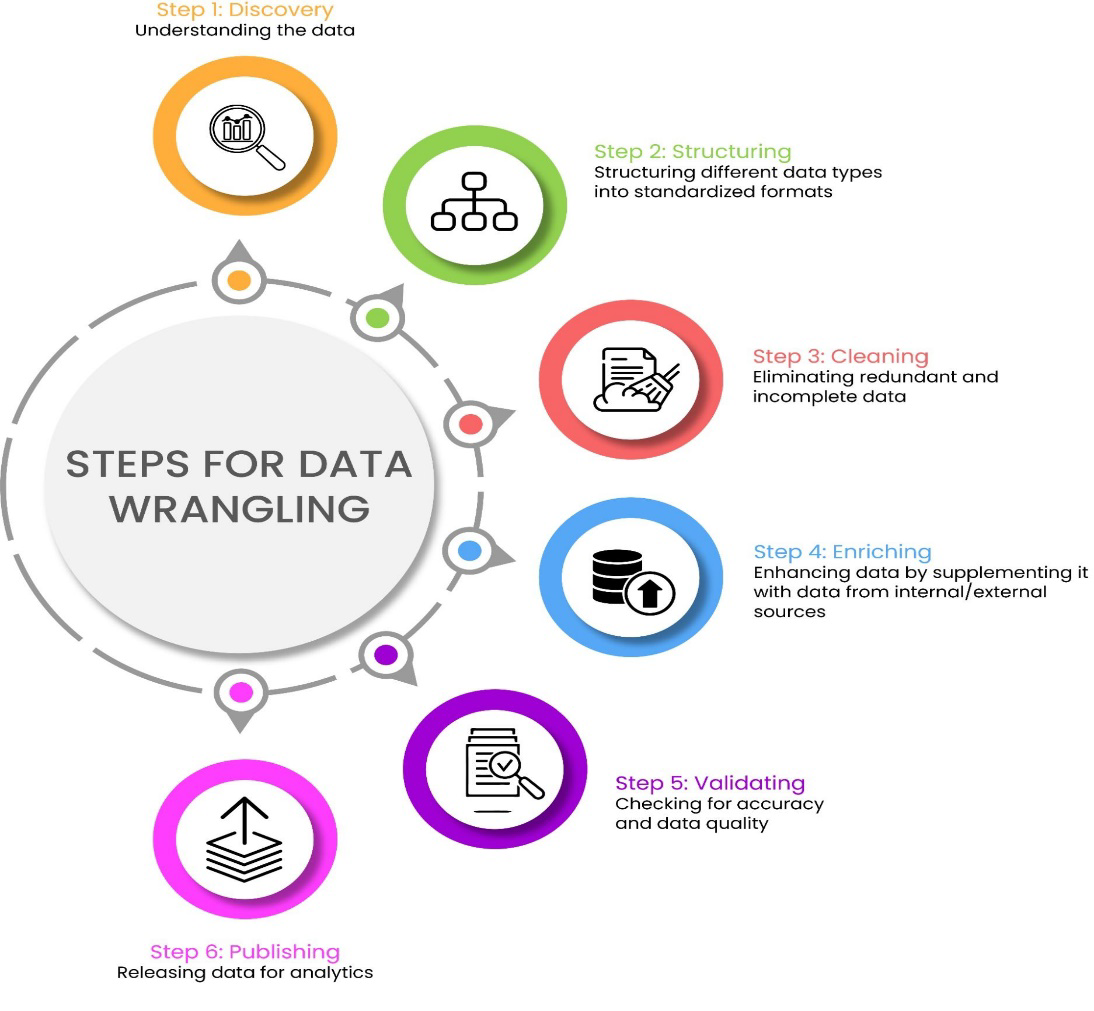 Step 1: Discovery
Understanding the data
Step 2: Structuring
Structuring different data types
into standardized formats
Step 3: Cleaning
Eliminating redundant and
incomplete data
STEPS FOR DATA
WRANGLING
Step 4: Enriching
Enhancing data by supplementing it
with data from internal/external
sources
Step 5: Validating
Checking for accuracy
and data quality
Step 6: Publishing
Releasing data for analytics